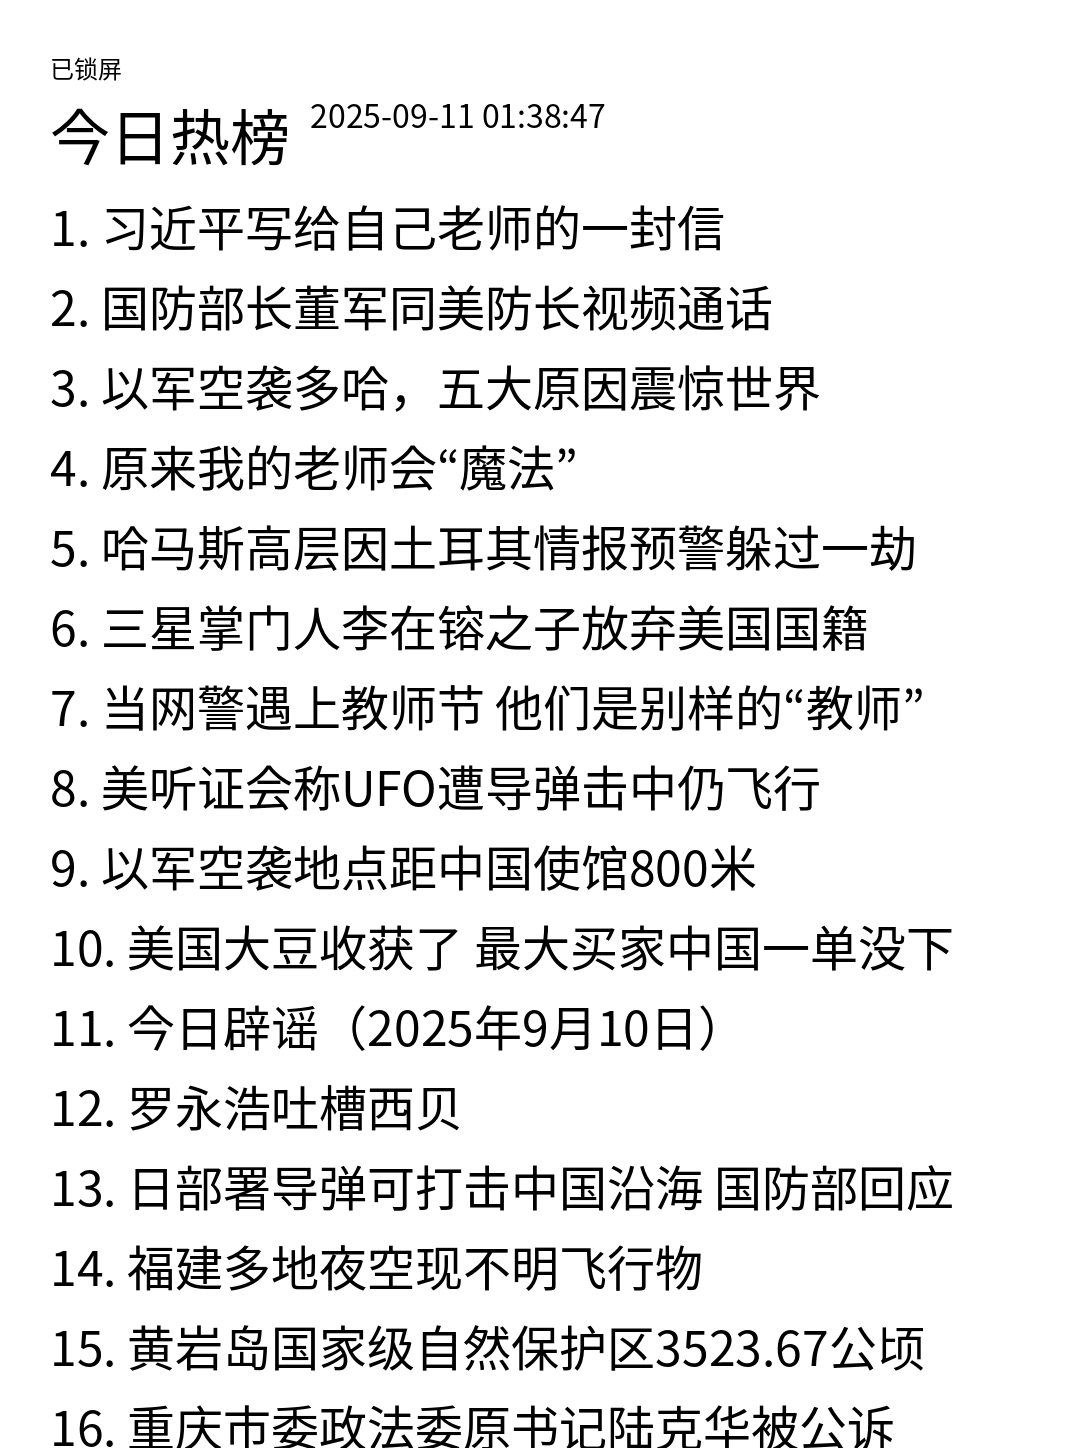 已锁屏
今日热榜 2025-09-11 01:38:47
1. 习近平写给自己老师的一封信
2. 国防部长董军同美防长视频通话
3. 以军空袭多哈，五大原因震惊世界
4. 原来我的老师会“魔法”
5. 哈马斯高层因土耳其情报预警躲过一劫
6. 三星掌门人李在镕之子放弃美国国籍
7. 当网警遇上教师节 他们是别样的“教师”
8. 美听证会称UFO遭导弹击中仍飞行
9. 以军空袭地点距中国使馆800米
10. 美国大豆收获了 最大买家中国一单没下
11. 今日辟谣（2025年9月10日）
12. 罗永浩吐槽西贝
13. 日部署导弹可打击中国沿海 国防部回应
14. 福建多地夜空现不明飞行物
15. 黄岩岛国家级自然保护区3523.67公顷
16. 重庆市委政法委原书记陆克华被公诉